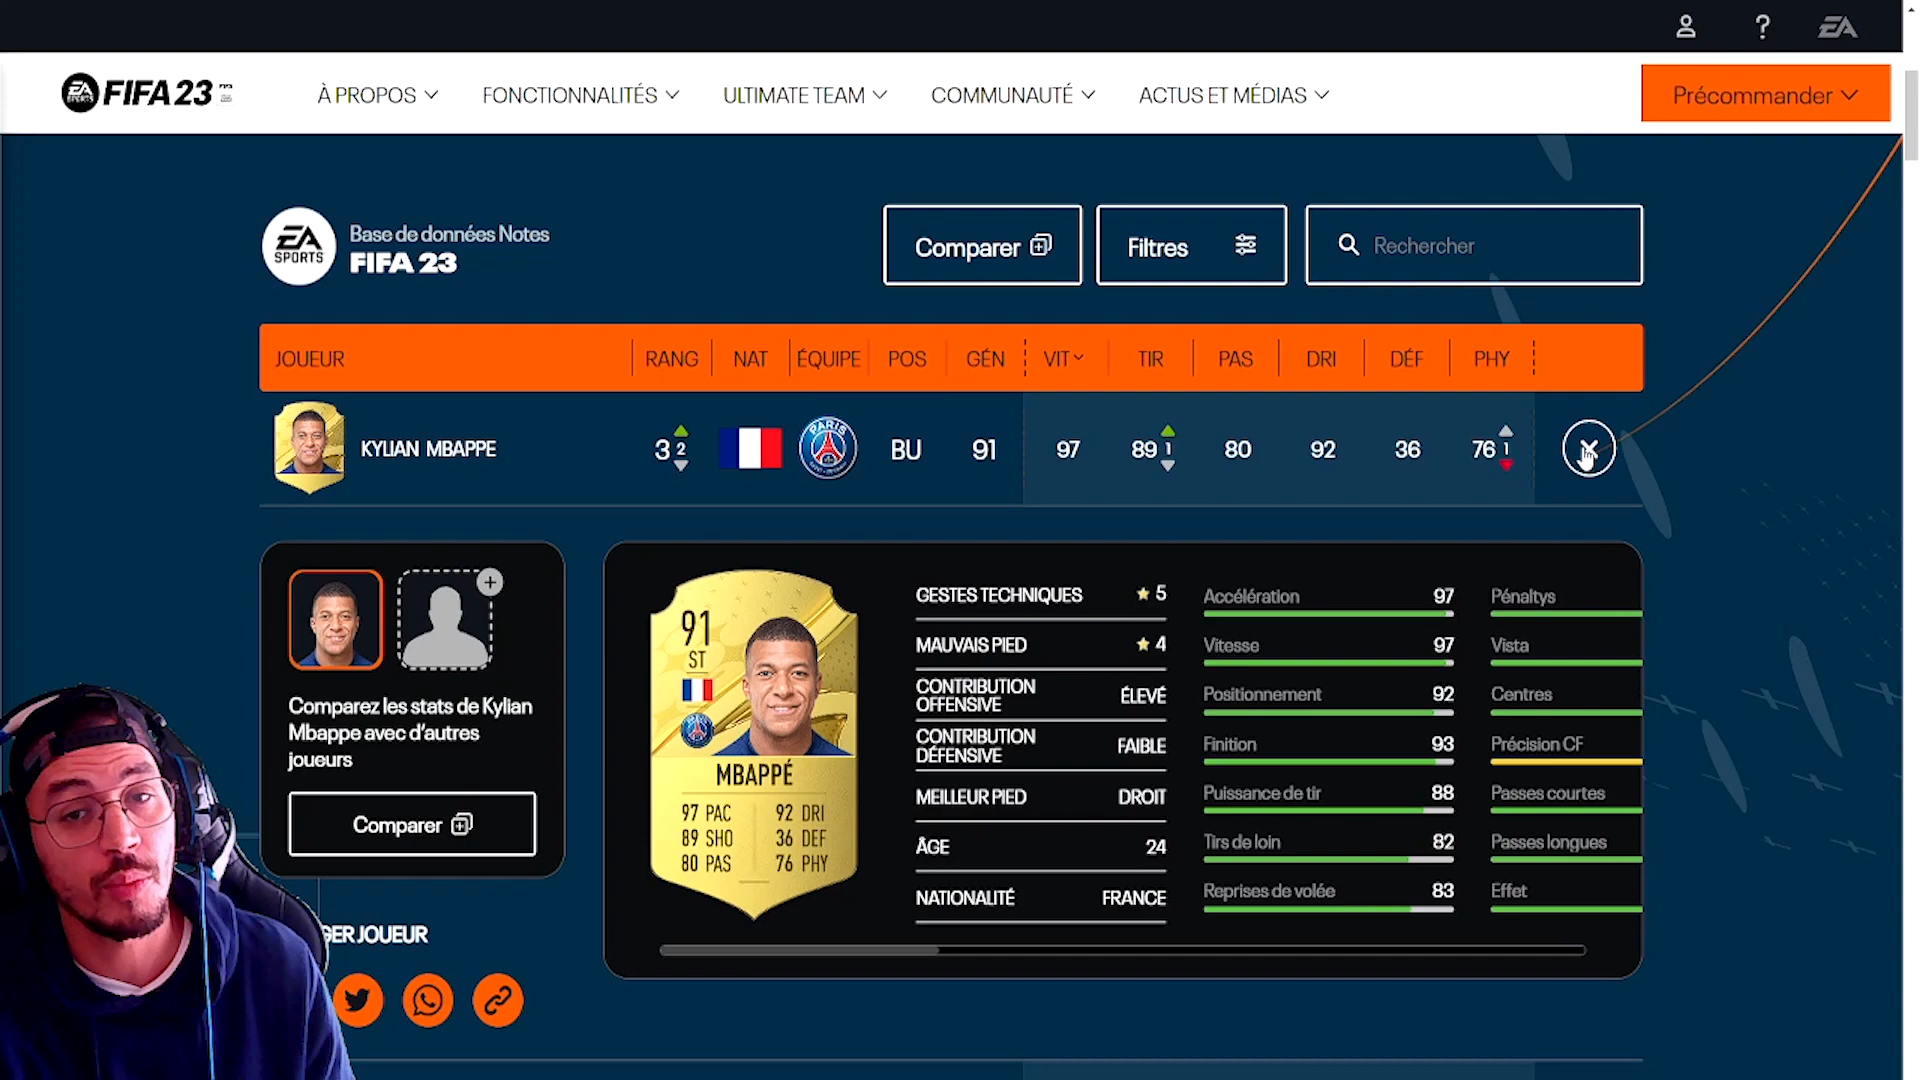 EA
EA SPORTS FIFA 23
À PROPOS
FONCTIONNALITÉS
ULTIMATE TEAM
COMMUNAUTÉ
ACTUS ET MÉDIAS
Précommander
EA SPORTS
Base de données Notes
FIFA 23
Comparer
Filtres
Rechercher
JOUEUR RANG NAT ÉQUIPE POS GÉN VIT TIR PAS DRI DÉF PHY
KYLIAN MBAPPE 3 2 PARIS BU 91 97 89 1 80 92 36 76 1
Comparez les stats de Kylian
Mbappe avec d'autres
joueurs
Comparer
GER JOUEUR
91
ST
MBAPPÉ
97 PAC 92 DRI
89 SHO 36 DEF
80 PAS 76 PHY
GESTES TECHNIQUES ★ 5
MAUVAIS PIED ★ 4
CONTRIBUTION
OFFENSIVE ÉLEVÉ
CONTRIBUTION
DÉFENSIVE FAIBLE
MEILLEUR PIED DROIT
ÂGE 24
NATIONALITÉ FRANCE
Accélération 97
Vitesse 97
Positionnement 92
Finition 93
Puissance de tir 88
Tirs de loin 82
Reprises de volée 83
Pénaltys
Vista
Centres
Précision CF
Passes courtes
Passes longues
Effet